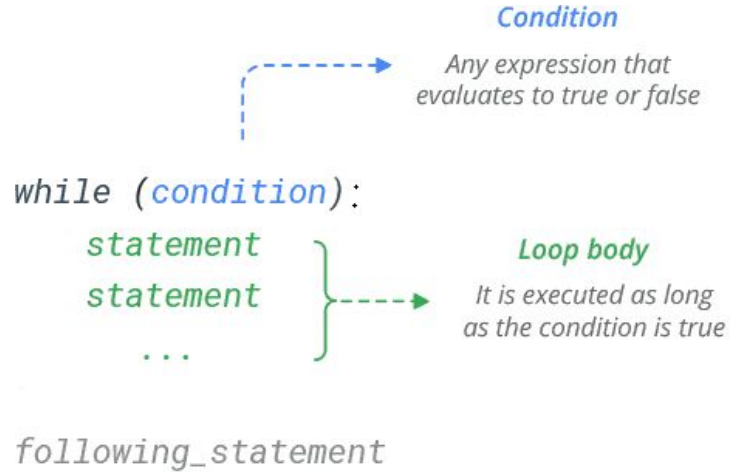 Condition
Any expression that
evaluates to true or false
while (condition):
statement
statement
...
Loop body
It is executed as long
as the condition is true
following_statement